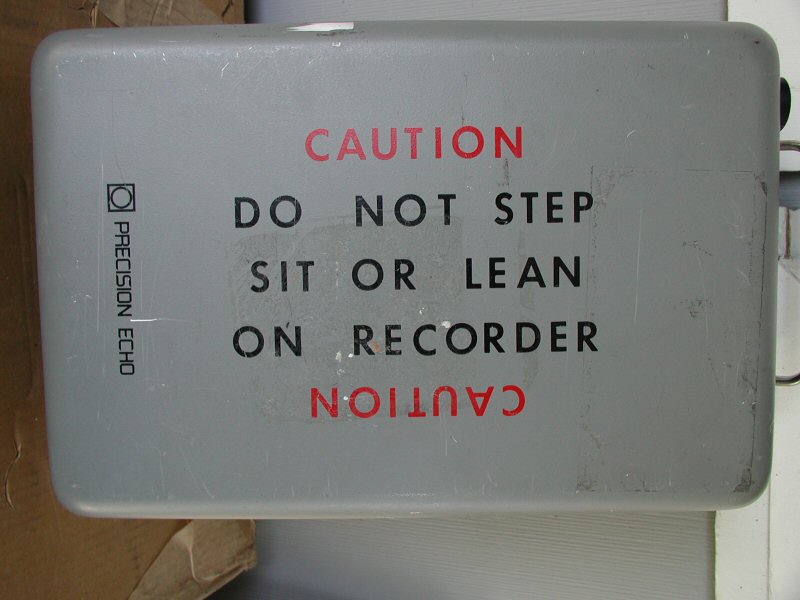 CAUTION
DO NOT STEP
SIT OR LEAN
ON RECORDER
CAUTION
PRECISION ECHO